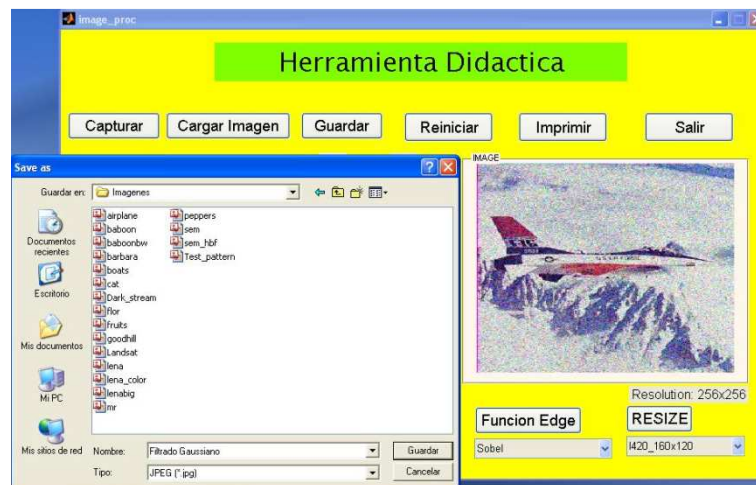 image_proc
Herramienta Didactica
Capturar
Cargar Imagen
Guardar
Reiniciar
Imprimir
Salir
Save as
Guardar en:
Imagenes
Documentos
recientes
Escritorio
Mis documentos
Mi PC
Mis sitios de red
airplane
baboon
baboonbw
barbara
boats
cat
Dark_stream
flor
fruits
goodhill
Landsat
lena
lena_color
lenabig
mr
peppers
sem
sem_hbf
Test_pattern
Nombre:
Filtrado Gaussiano
Guardar
Tipo:
JPEG (*.jpg)
Cancelar
IMAGE
Resolution: 256x256
Funcion Edge
RESIZE
Sobel
I420_160x120